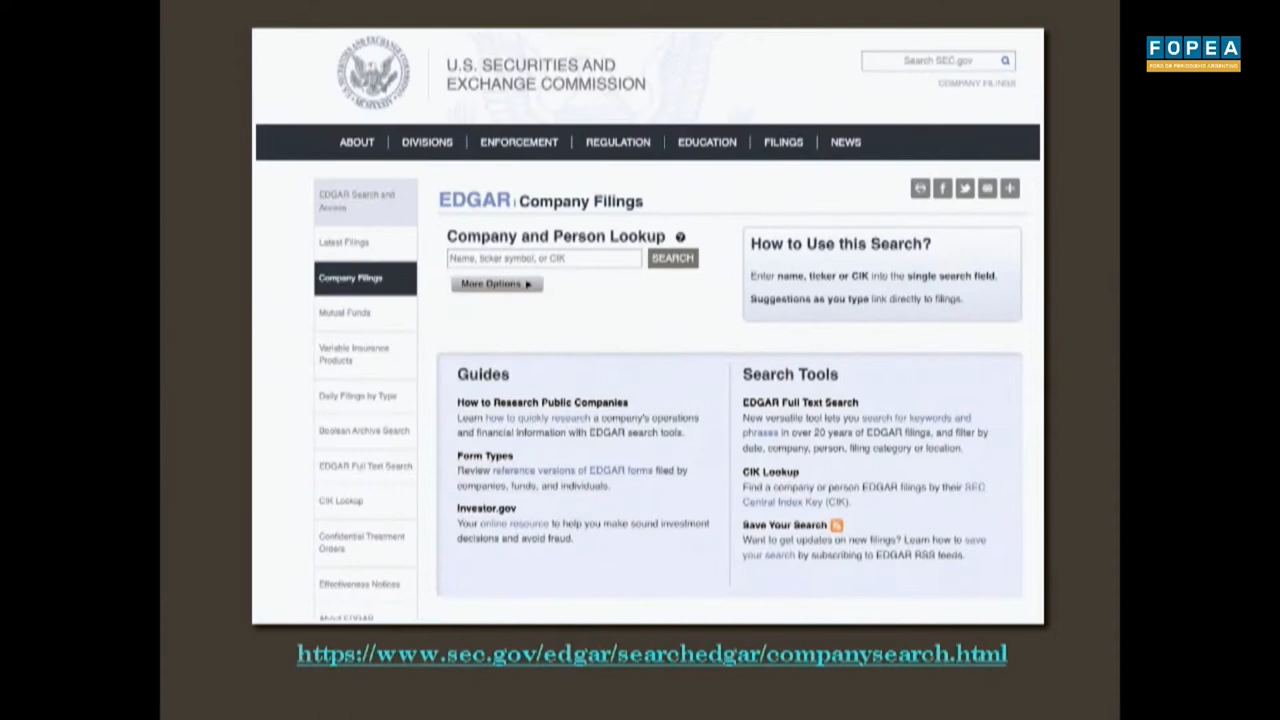 FOPEA
FORO DE PERIODISMO ARGENTINO
U.S. SECURITIES AND
EXCHANGE COMMISSION
Search SEC.gov
COMPANY FILINGS
ABOUT | DIVISIONS | ENFORCEMENT | REGULATION | EDUCATION | FILINGS | NEWS
EDGAR Search and
Access
Latest Filings
Company Filings
Mutual Funds
Variable Insurance
Products
Daily Filings by Type
Boolean Archive Search
EDGAR Full Text Search
CIK Lookup
Confidential Treatment
Orders
Effectiveness Notices
About EDGAR
EDGAR | Company Filings
Company and Person Lookup
Name, ticker symbol, or CIK
SEARCH
More Options
How to Use this Search?
Enter name, ticker or CIK into the single search field.
Suggestions as you type link directly to filings.
Guides
How to Research Public Companies
Learn how to quickly research a company's operations
and financial information with EDGAR search tools.
Form Types
Review reference versions of EDGAR forms filed by
companies, funds, and individuals.
Investor.gov
Your online resource to help you make sound investment
decisions and avoid fraud.
Search Tools
EDGAR Full Text Search
New versatile tool lets you search for keywords and
phrases in over 20 years of EDGAR filings, and filter by
date, company, person, filing category or location.
CIK Lookup
Find a company or person EDGAR filings by their SEC
Central Index Key (CIK).
Save Your Search
Want to get updates on new filings? Learn how to save
your search by subscribing to EDGAR RSS feeds.
https://www.sec.gov/edgar/searchedgar/companysearch.html